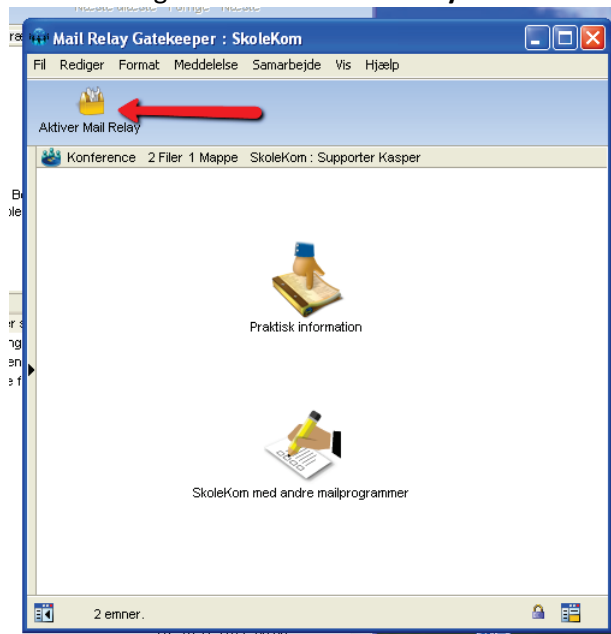 Mail Relay Gatekeeper : SkoleKom
Fil Rediger Format Meddelelse Samarbejde Vis Hjælp
Aktiver Mail Relay
Konference 2 Filer 1 Mappe SkoleKom : Supporter Kasper
Praktisk information
SkoleKom med andre mailprogrammer
2 emner.